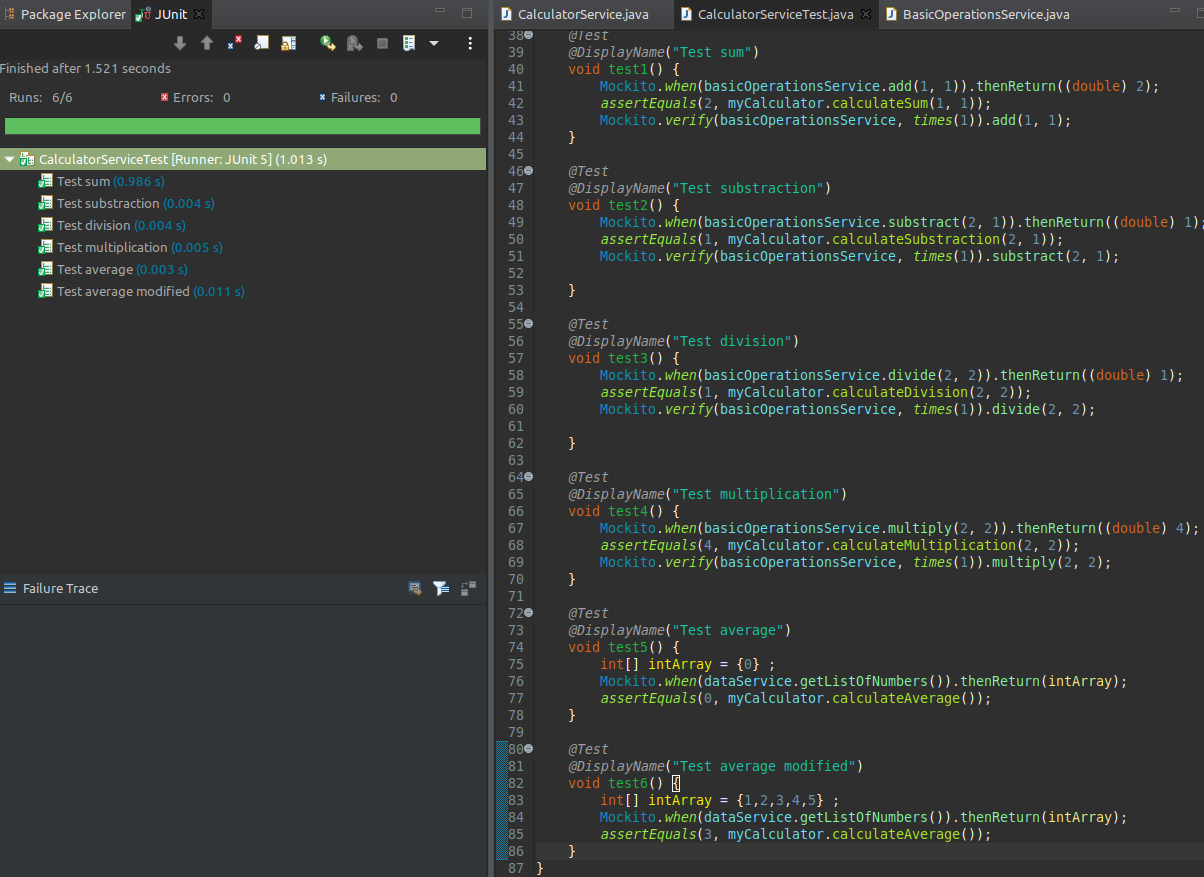 Package Explorer
JUnit
Finished after 1.521 seconds
Runs: 6/6
Errors: 0
Failures: 0
CalculatorServiceTest [Runner: JUnit 5] (1.013 s)
Test sum (0.986 s)
Test substraction (0.004 s)
Test division (0.004 s)
Test multiplication (0.005 s)
Test average (0.003 s)
Test average modified (0.011 s)
Failure Trace
CalculatorService.java
CalculatorServiceTest.java
BasicOperationsService.java
38 @Test
39 @DisplayName("Test sum")
40 void test1() {
41 Mockito.when(basicOperationsService.add(1, 1)).thenReturn((double) 2);
42 assertEquals(2, myCalculator.calculateSum(1, 1));
43 Mockito.verify(basicOperationsService, times(1)).add(1, 1);
44 }
45
46 @Test
47 @DisplayName("Test substraction")
48 void test2() {
49 Mockito.when(basicOperationsService.substract(2, 1)).thenReturn((double) 1);
50 assertEquals(1, myCalculator.calculateSubstraction(2, 1));
51 Mockito.verify(basicOperationsService, times(1)).substract(2, 1);
52
53 }
54
55 @Test
56 @DisplayName("Test division")
57 void test3() {
58 Mockito.when(basicOperationsService.divide(2, 2)).thenReturn((double) 1);
59 assertEquals(1, myCalculator.calculateDivision(2, 2));
60 Mockito.verify(basicOperationsService, times(1)).divide(2, 2);
61
62 }
63
64 @Test
65 @DisplayName("Test multiplication")
66 void test4() {
67 Mockito.when(basicOperationsService.multiply(2, 2)).thenReturn((double) 4);
68 assertEquals(4, myCalculator.calculateMultiplication(2, 2));
69 Mockito.verify(basicOperationsService, times(1)).multiply(2, 2);
70 }
71
72 @Test
73 @DisplayName("Test average")
74 void test5() {
75 int[] intArray = {0} ;
76 Mockito.when(dataService.getListOfNumbers()).thenReturn(intArray);
77 assertEquals(0, myCalculator.calculateAverage());
78 }
79
80 @Test
81 @DisplayName("Test average modified")
82 void test6() {
83 int[] intArray = {1,2,3,4,5} ;
84 Mockito.when(dataService.getListOfNumbers()).thenReturn(intArray);
85 assertEquals(3, myCalculator.calculateAverage());
86 }
87 }